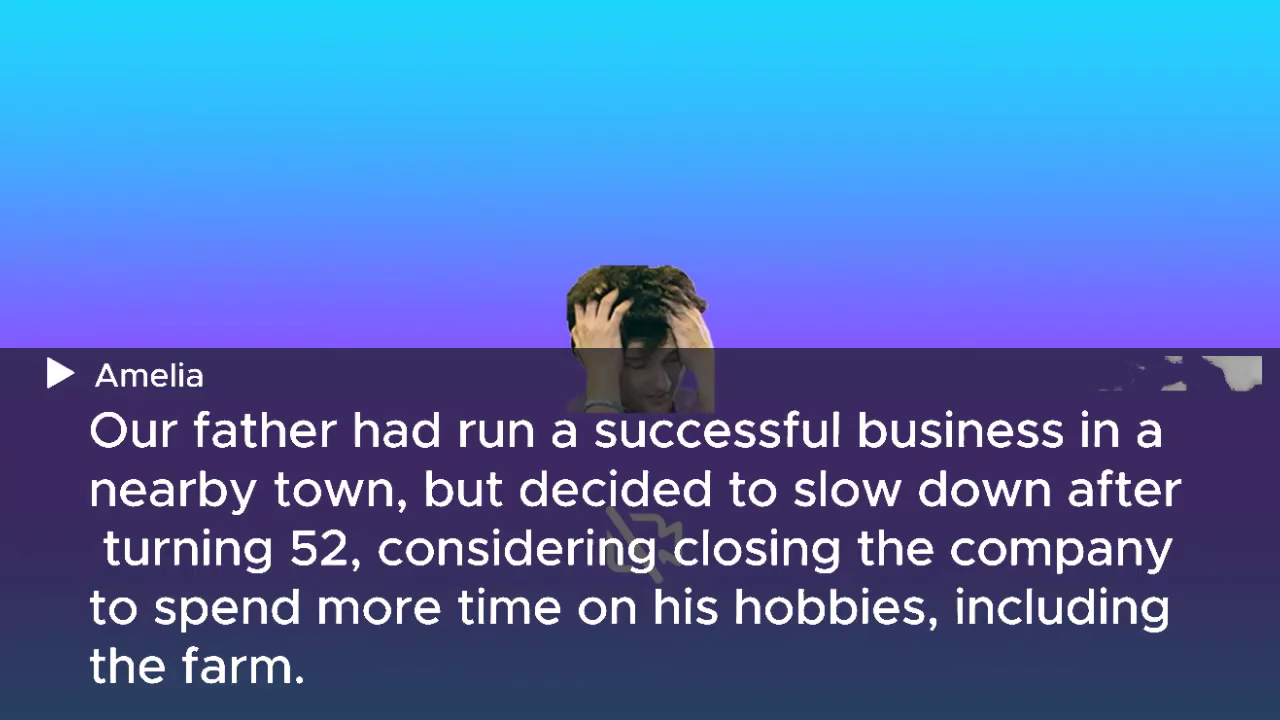 Amelia
Our father had run a successful business in a
nearby town, but decided to slow down after
turning 52, considering closing the company
to spend more time on his hobbies, including
the farm.